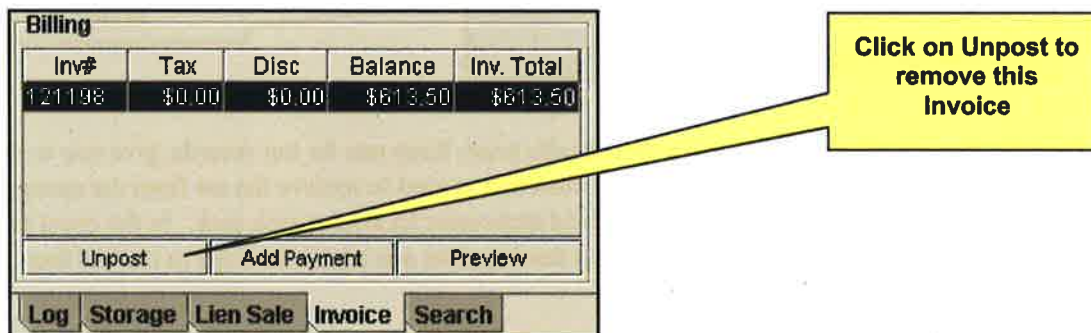 Billing
Inv# Tax Disc Balance Inv. Total
121198 $0.00 $0.00 $613.50 $613.50
Unpost Add Payment Preview
Log Storage Lien Sale Invoice Search
Click on Unpost to
remove this
Invoice